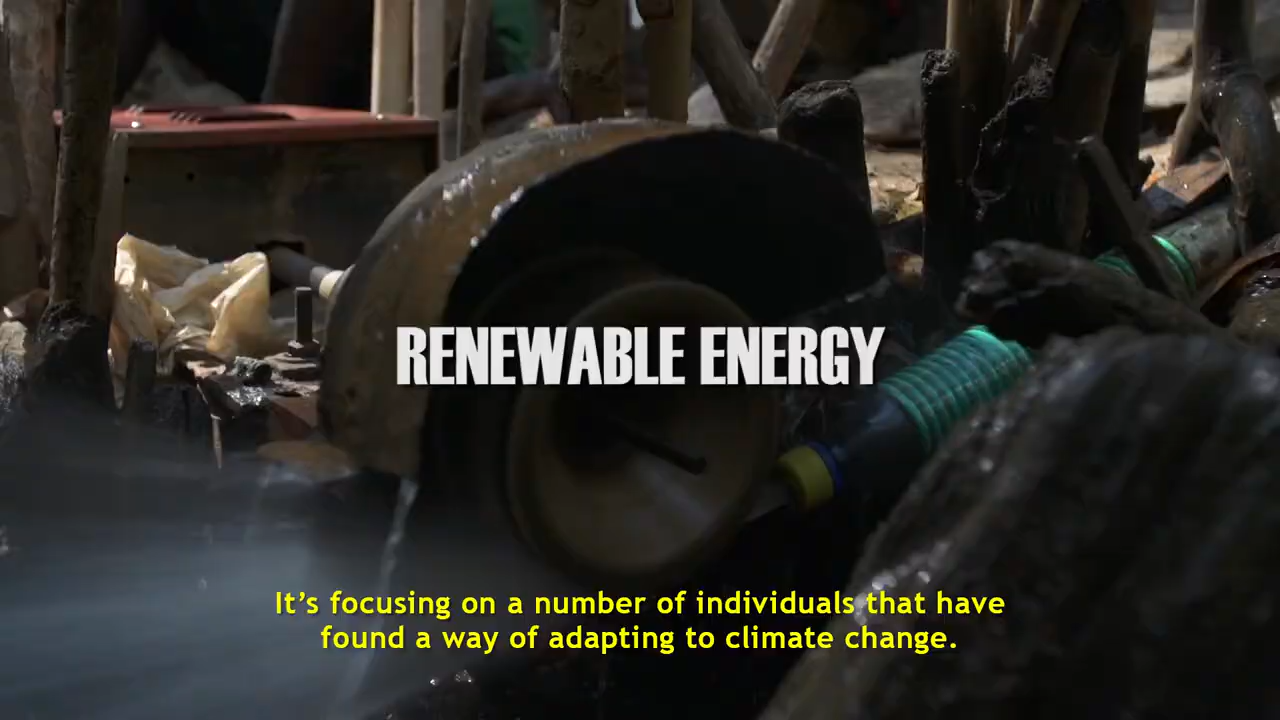 RENEWABLE ENERGY
It's focusing on a number of individuals that have
found a way of adapting to climate change.